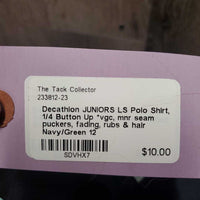 The Tack Collector
233812-23
Decathlon JUNIORS LS Polo Shirt,
1/4 Button Up *vgc, mnr seam
puckers, fading, rubs & hair
Navy/Green 12
SDVHX7
$10.00